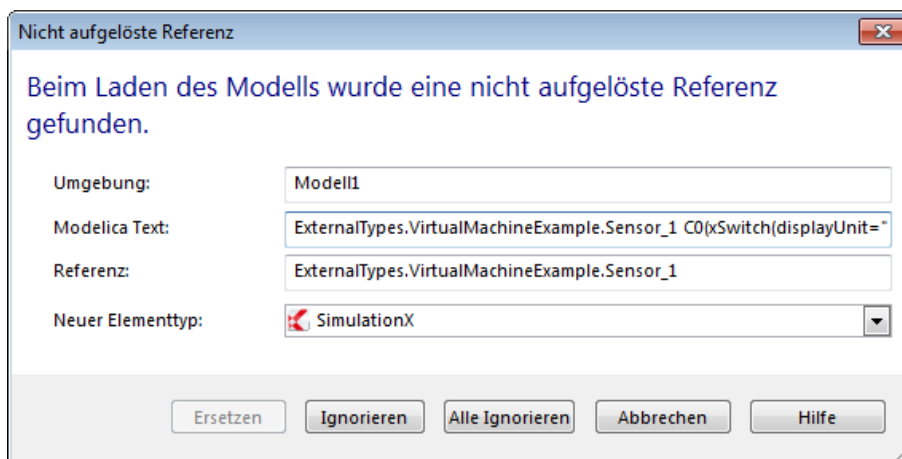 Nicht aufgelöste Referenz
Beim Laden des Modells wurde eine nicht aufgelöste Referenz
gefunden.
Umgebung: Modell1
Modelica Text: ExternalTypes.VirtualMachineExample.Sensor_1 C0(xSwitch(displayUnit="
Referenz: ExternalTypes.VirtualMachineExample.Sensor_1
Neuer Elementtyp: SimulationX
Ersetzen Ignorieren Alle Ignorieren Abbrechen Hilfe